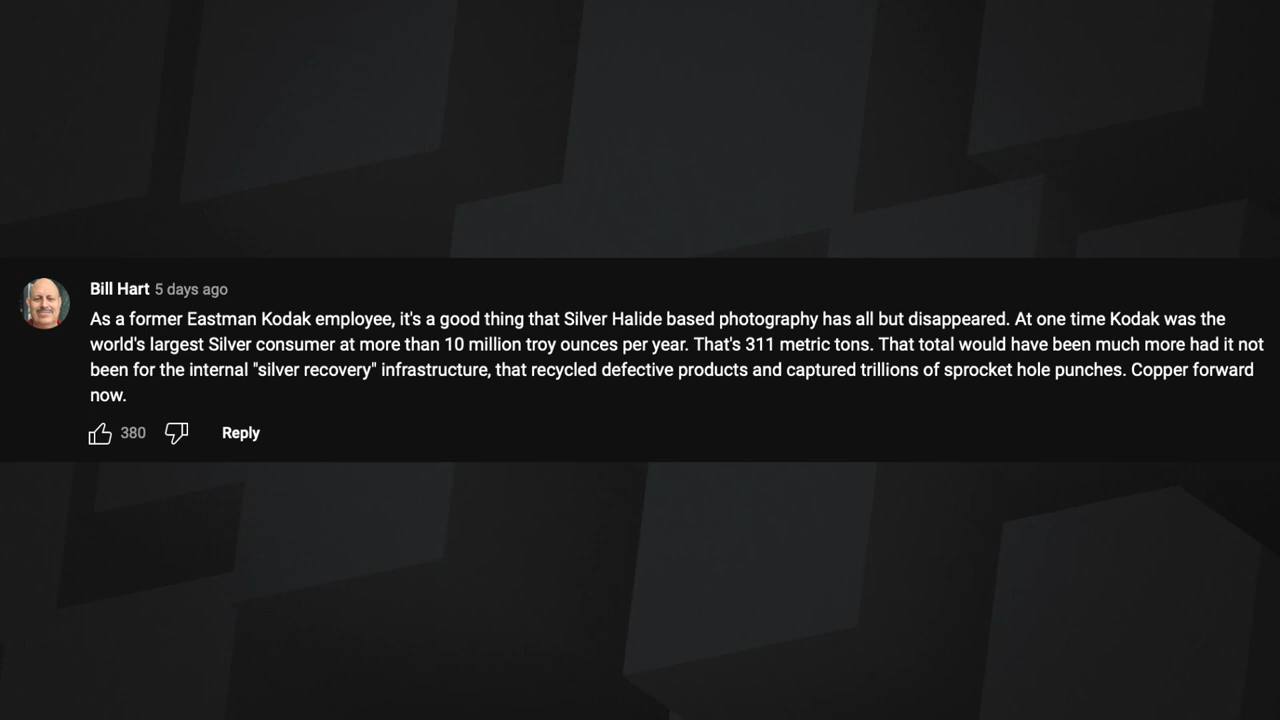 Bill Hart 5 days ago
As a former Eastman Kodak employee, it's a good thing that Silver Halide based photography has all but disappeared. At one time Kodak was the
world's largest Silver consumer at more than 10 million troy ounces per year. That's 311 metric tons. That total would have been much more had it not
been for the internal "silver recovery" infrastructure, that recycled defective products and captured trillions of sprocket hole punches. Copper forward
now.
380 Reply